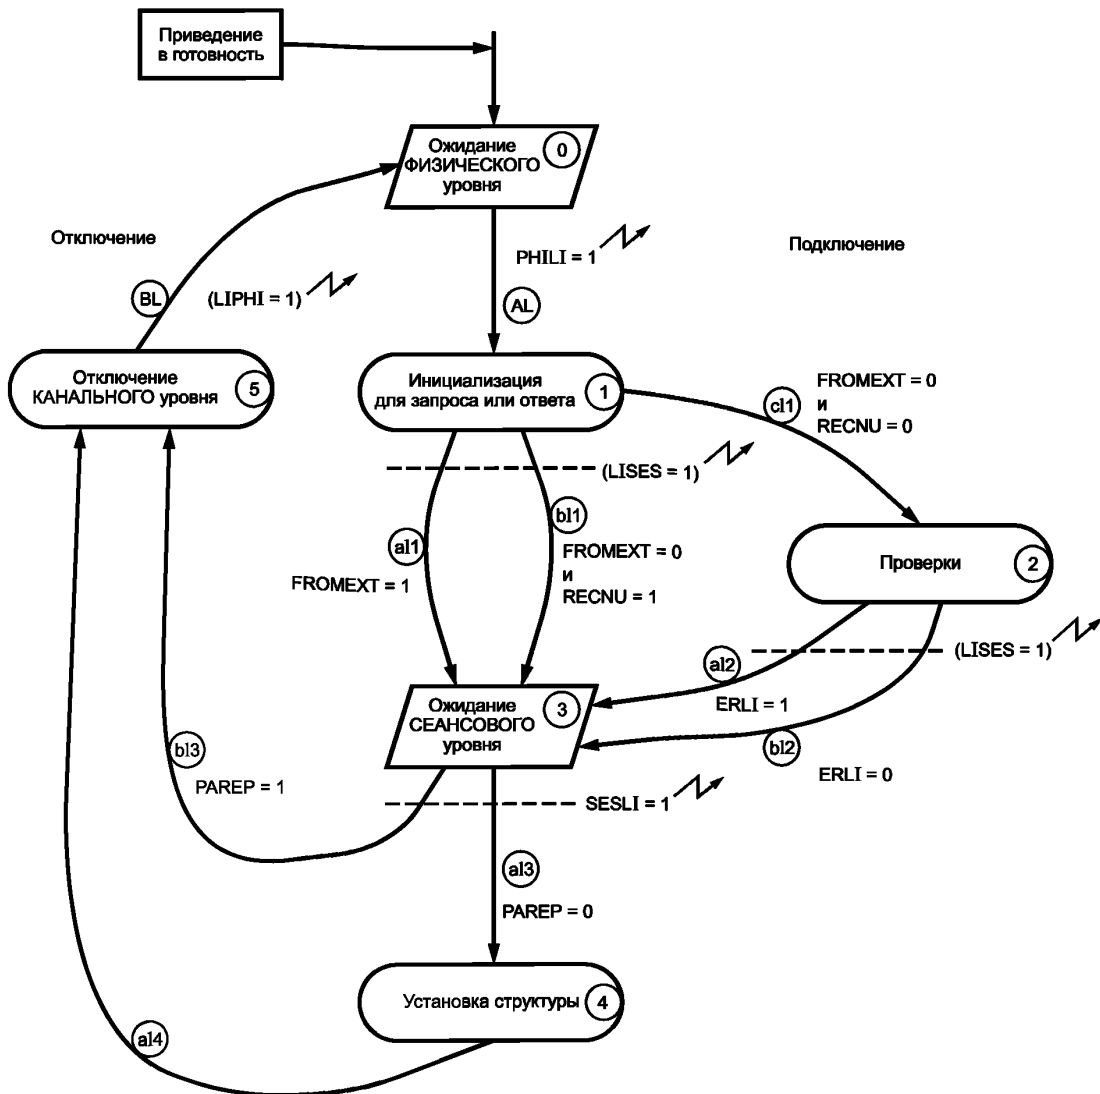 Приведение
в готовность
Ожидание
ФИЗИЧЕСКОГО
уровня
0
Отключение
PHILI = 1
Подключение
BL
(LIPHI = 1)
AL
Отключение
КАНАЛЬНОГО уровня
5
Инициализация
для запроса или ответа
1
cl1
FROMEXT = 0
и
RECNU = 0
(LISES = 1)
al1
FROMEXT = 1
bl1
FROMEXT = 0
и
RECNU = 1
Проверки
2
(LISES = 1)
al2
ERLI = 1
bl2
ERLI = 0
Ожидание
СЕАНСОВОГО
уровня
3
bl3
PAREP = 1
SESLI = 1
al3
PAREP = 0
Установка структуры
4
al4